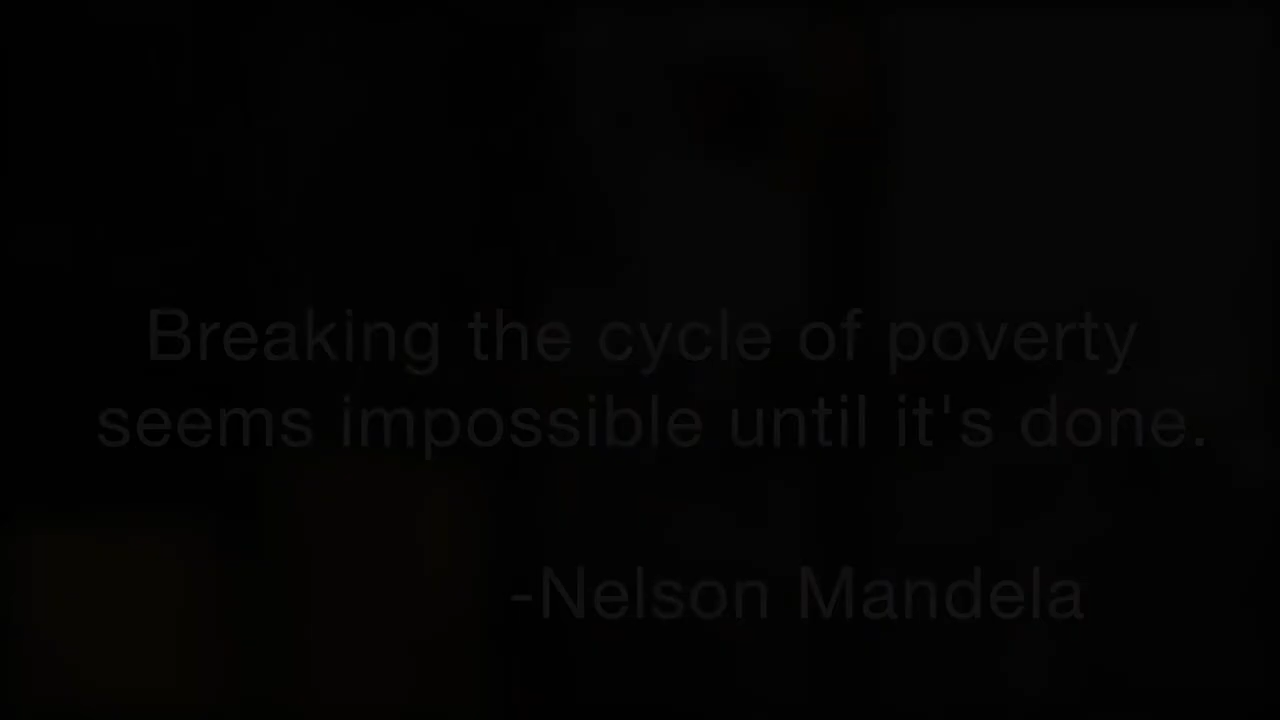 Breaking the cycle of poverty
seems impossible until it's done.
-Nelson Mandela